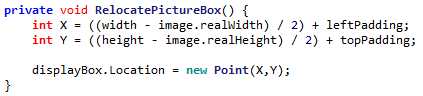 private void RelocatePictureBox() {
    int X = ((width - image.realWidth) / 2) + leftPadding;
    int Y = ((height - image.realHeight) / 2) + topPadding;

    displayBox.Location = new Point(X,Y);
}